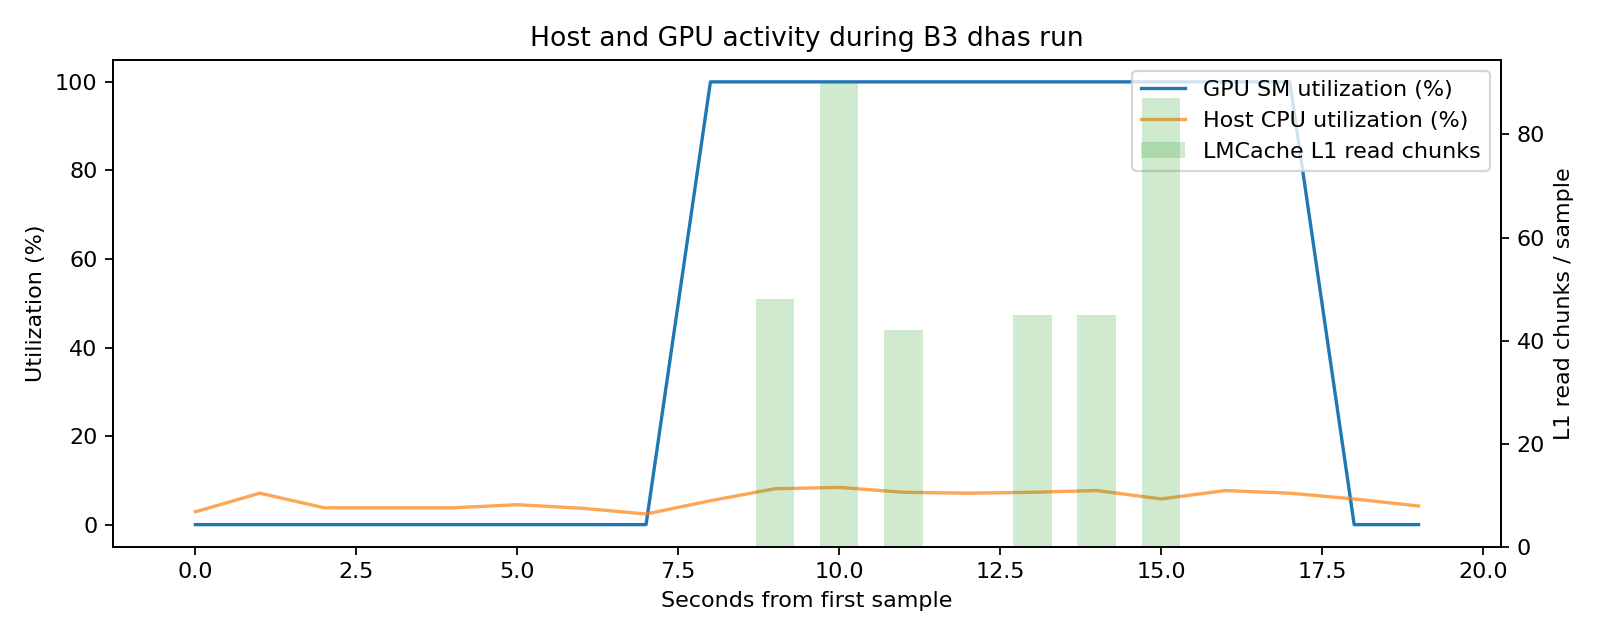 Host and GPU activity during B3 dhas run
GPU SM utilization (%)
Host CPU utilization (%)
LMCache L1 read chunks
Utilization (%)
100
80
60
40
20
0
L1 read chunks / sample
80
60
40
20
0
0.0 2.5 5.0 7.5 10.0 12.5 15.0 17.5 20.0
Seconds from first sample